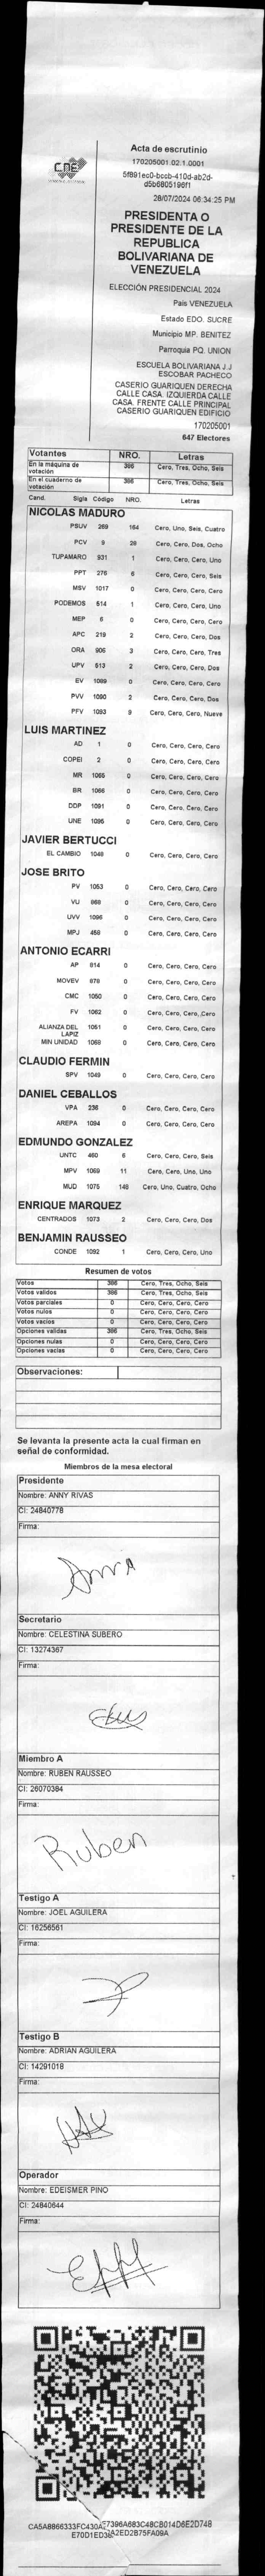 CNE
Acta de escrutinio
170205001.02.1.0001
5f891ec0-bccb-410d-ab2d-
d5b6805196f1
28/07/2024 06:34:25 PM
PRESIDENTA O
PRESIDENTE DE LA
REPUBLICA
BOLIVARIANA DE
VENEZUELA
ELECCIÓN PRESIDENCIAL 2024
País VENEZUELA
Estado EDO. SUCRE
Municipio MP. BENITEZ
Parroquia PQ. UNION
ESCUELA BOLIVARIANA J.J
ESCOBAR PACHECO
CASERIO GUARIQUEN DERECHA
CALLE CASA. IZQUIERDA CALLE
CASA. FRENTE CALLE PRINCIPAL
CASERIO GUARIQUEN EDIFICIO
170205001
647 Electores
Votantes NRO. Letras
En la máquina de votación 386 Cero, Tres, Ocho, Seis
En el cuaderno de votación 386 Cero, Tres, Ocho, Seis
Cand. Sigla Código NRO. Letras
NICOLAS MADURO
PSUV 269 164 Cero, Uno, Seis, Cuatro
PCV 9 28 Cero, Cero, Dos, Ocho
TUPAMARO 931 1 Cero, Cero, Cero, Uno
PPT 276 6 Cero, Cero, Cero, Seis
MSV 1017 0 Cero, Cero, Cero, Cero
PODEMOS 514 1 Cero, Cero, Cero, Uno
MEP 6 0 Cero, Cero, Cero, Cero
APC 219 2 Cero, Cero, Cero, Dos
ORA 906 3 Cero, Cero, Cero, Tres
UPV 513 2 Cero, Cero, Cero, Dos
EV 1089 0 Cero, Cero, Cero, Cero
PVV 1090 2 Cero, Cero, Cero, Dos
PFV 1093 9 Cero, Cero, Cero, Nueve
LUIS MARTINEZ
AD 1 0 Cero, Cero, Cero, Cero
COPEI 2 0 Cero, Cero, Cero, Cero
MR 1065 0 Cero, Cero, Cero, Cero
BR 1066 0 Cero, Cero, Cero, Cero
DDP 1091 0 Cero, Cero, Cero, Cero
UNE 1095 0 Cero, Cero, Cero, Cero
JAVIER BERTUCCI
EL CAMBIO 1048 0 Cero, Cero, Cero, Cero
JOSE BRITO
PV 1053 0 Cero, Cero, Cero, Cero
VU 868 0 Cero, Cero, Cero, Cero
UVV 1096 0 Cero, Cero, Cero, Cero
MPJ 458 0 Cero, Cero, Cero, Cero
ANTONIO ECARRI
AP 814 0 Cero, Cero, Cero, Cero
MOVEV 978 0 Cero, Cero, Cero, Cero
CMC 1050 0 Cero, Cero, Cero, Cero
FV 1062 0 Cero, Cero, Cero, Cero
ALIANZA DEL LAPIZ 1051 0 Cero, Cero, Cero, Cero
MIN UNIDAD 1068 0 Cero, Cero, Cero, Cero
CLAUDIO FERMIN
SPV 1049 0 Cero, Cero, Cero, Cero
DANIEL CEBALLOS
VPA 236 0 Cero, Cero, Cero, Cero
AREPA 1094 0 Cero, Cero, Cero, Cero
EDMUNDO GONZALEZ
UNTC 460 6 Cero, Cero, Cero, Seis
MPV 1069 11 Cero, Cero, Uno, Uno
MUD 1075 148 Cero, Uno, Cuatro, Ocho
ENRIQUE MARQUEZ
CENTRADOS 1073 2 Cero, Cero, Cero, Dos
BENJAMIN RAUSSEO
CONDE 1092 1 Cero, Cero, Cero, Uno
Resumen de votos
Votos 386 Cero, Tres, Ocho, Seis
Votos validos 386 Cero, Tres, Ocho, Seis
Votos parciales 0 Cero, Cero, Cero, Cero
Votos nulos 0 Cero, Cero, Cero, Cero
Votos vacios 0 Cero, Cero, Cero, Cero
Opciones validas 386 Cero, Tres, Ocho, Seis
Opciones nulas 0 Cero, Cero, Cero, Cero
Opciones vacias 0 Cero, Cero, Cero, Cero
Observaciones:
Se levanta la presente acta la cual firman en
señal de conformidad.
Miembros de la mesa electoral
Presidente
Nombre: ANNY RIVAS
CI: 24840778
Firma:
Anna
Secretario
Nombre: CELESTINA SUBERO
CI: 13274367
Firma:
Miembro A
Nombre: RUBEN RAUSSEO
CI: 26070384
Firma:
Ruben
Testigo A
Nombre: JOEL AGUILERA
CI: 16256561
Firma:
Testigo B
Nombre: ADRIAN AGUILERA
CI: 14291018
Firma:
Operador
Nombre: EDEISMER PINO
CI: 24840644
Firma: